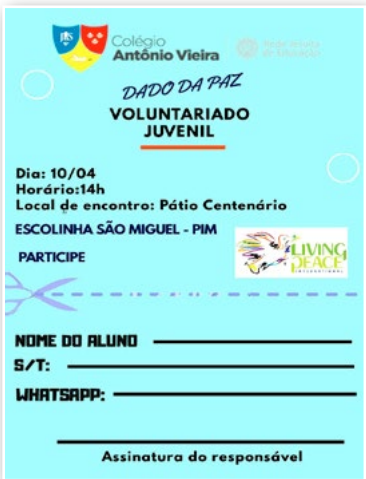 Colégio
Antônio Vieira
DADO DA PAZ
VOLUNTARIADO
JUVENIL
Dia: 10/04
Horário:14h
Local de encontro: Pátio Centenário
ESCOLINHA SÃO MIGUEL - PIM
PARTICIPE
LIVING
PEACE
INTERNATIONAL
NOME DO ALUNO
S/T:
WHATSAPP:
Assinatura do responsável